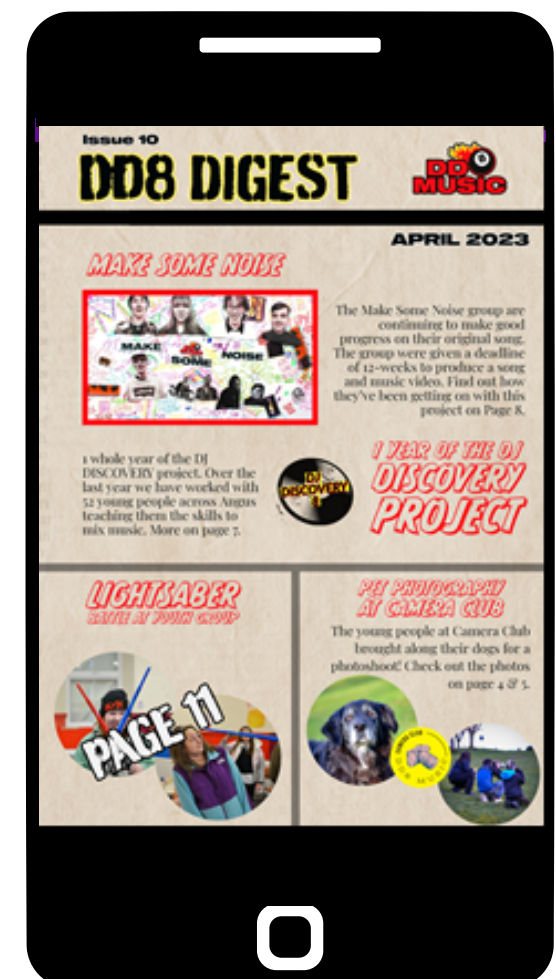 Issue 10
DD8 DIGEST
DD8
MUSIC
APRIL 2023
MAKE SOME NOISE
MAKE
SOME
NOISE
The Make Some Noise group are
continuing to make good
progress on their original song.
The group were given a deadline
of 12-weeks to produce a song
and music video. Find out how
they've been getting on with this
project on Page 8.
1 whole year of the DJ
DISCOVERY project. Over the
last year we have worked with
52 young people across Angus
teaching them the skills to
mix music. More on page 7.
DJ
DISCOVERY
1 YEAR OF THE DJ
DISCOVERY
PROJECT
LIGHTSABER
BATTLE AT YOUTH GROUP
PAGE 11
PET PHOTOGRAPHY
AT CAMERA CLUB
The young people at Camera Club
brought along their dogs for a
photoshoot! Check out the photos
on page 4 & 5.
CAMERA CLUB
DD8 MUSIC